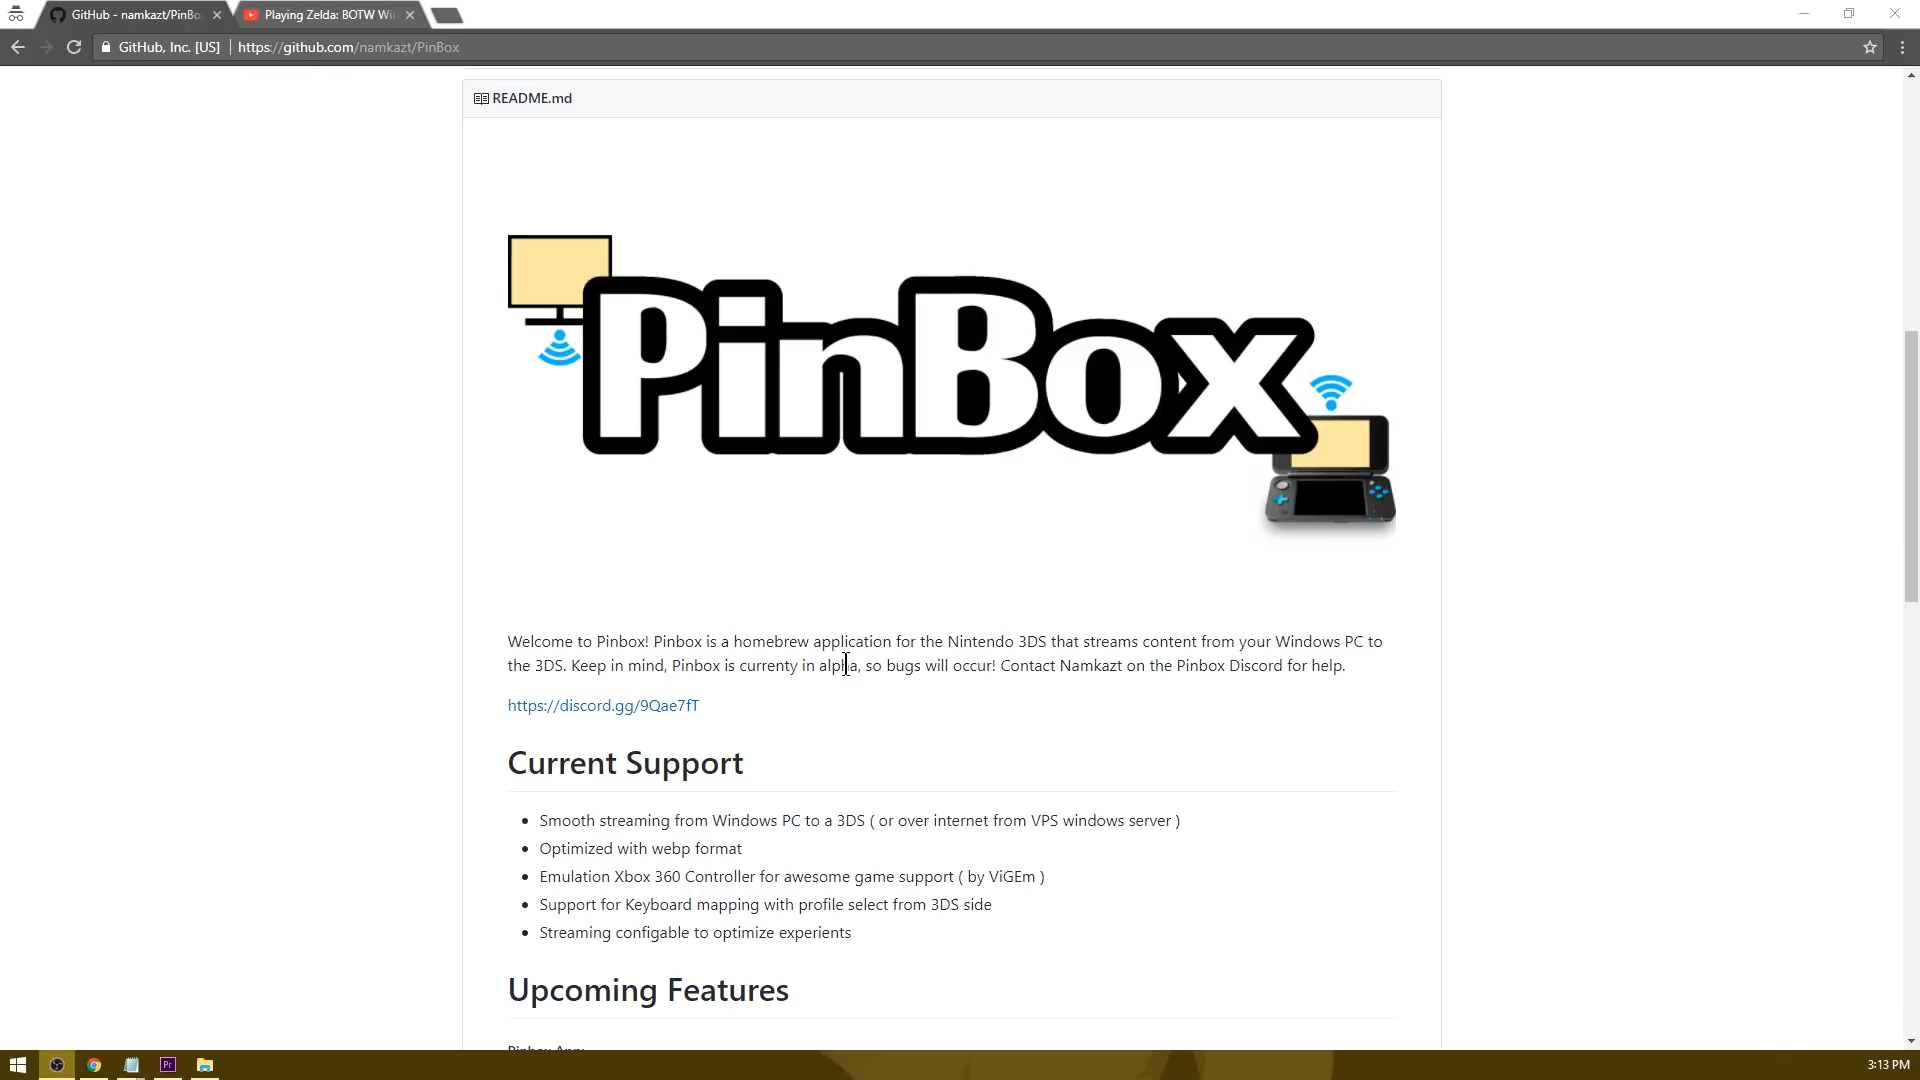 GitHub - namkazt/PinBo
Playing Zelda: BOTW Wi
GitHub, Inc. [US]
https://github.com/namkazt/PinBox
README.md
PinBox
Welcome to Pinbox! Pinbox is a homebrew application for the Nintendo 3DS that streams content from your Windows PC to
the 3DS. Keep in mind, Pinbox is currenty in alpha, so bugs will occur! Contact Namkazt on the Pinbox Discord for help.
https://discord.gg/9Qae7fT
Current Support
Smooth streaming from Windows PC to a 3DS ( or over internet from VPS windows server )
Optimized with webp format
Emulation Xbox 360 Controller for awesome game support ( by ViGEm )
Support for Keyboard mapping with profile select from 3DS side
Streaming configable to optimize experients
Upcoming Features
Pr
3:13 PM